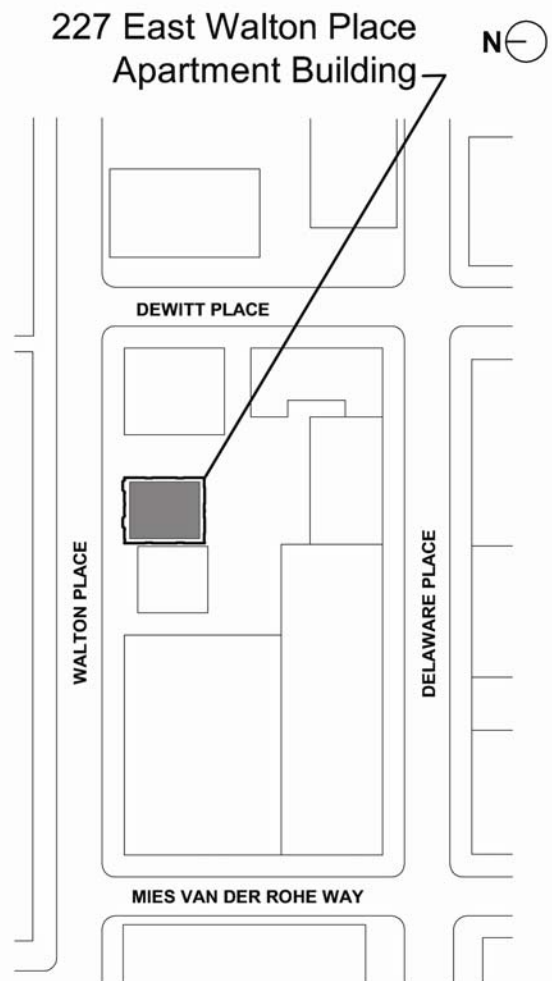 227 East Walton Place
Apartment Building
N
DEWITT PLACE
WALTON PLACE
DELAWARE PLACE
MIES VAN DER ROHE WAY